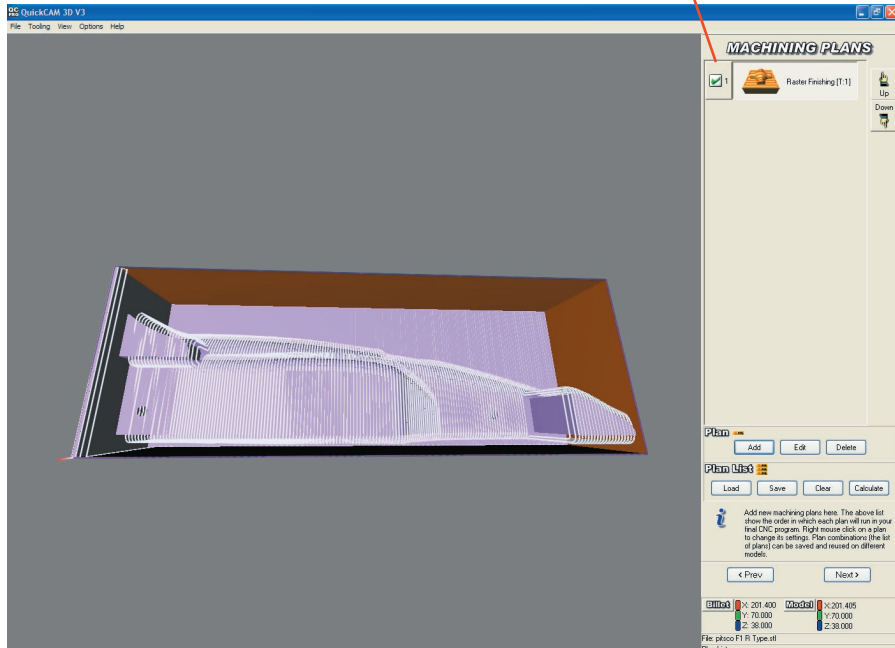 QuickCAM 3D V3
File Tooling View Options Help
MACHINING PLANS
1 Raster Finishing [T:1]
Up
Down
Plan
Add Edit Delete
Plan List
Load Save Clear Calculate
Add new machining plans here. The above list
show the order in which each plan will run in your
final CNC program. Right mouse click on a plan
to change its settings. Plan combinations (the list
of plans) can be saved and reused on different
models.
< Prev Next >
Billet X: 201.400 Model X:201.405
Y: 70.000 Y:70.000
Z: 38.000 Z:38.000
File: pitsco F1 R Type.stl